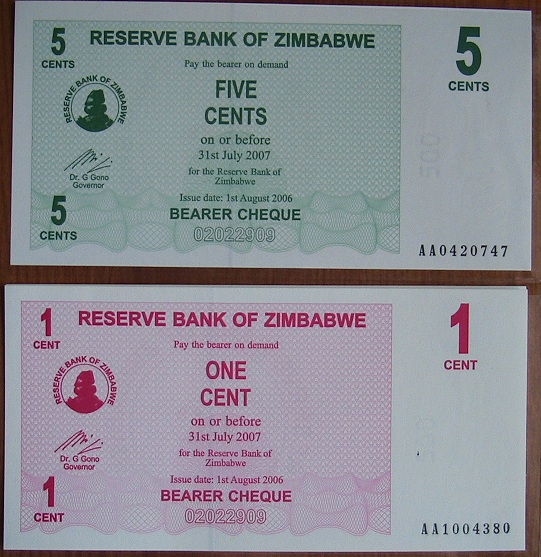 5
CENTS
RESERVE BANK OF ZIMBABWE
5
CENTS
Pay the bearer on demand
RESERVE BANK OF ZIMBABWE
FIVE
CENTS
on or before
31st July 2007
Dr. G Gono
Governor
for the Reserve Bank of
Zimbabwe
Issue date: 1st August 2006
5
CENTS
BEARER CHEQUE
02022909
AA0420747
1
CENT
RESERVE BANK OF ZIMBABWE
1
CENT
Pay the bearer on demand
RESERVE BANK OF ZIMBABWE
ONE
CENT
on or before
31st July 2007
Dr. G Gono
Governor
for the Reserve Bank of
Zimbabwe
Issue date: 1st August 2006
1
CENT
BEARER CHEQUE
02022909
AA1004380